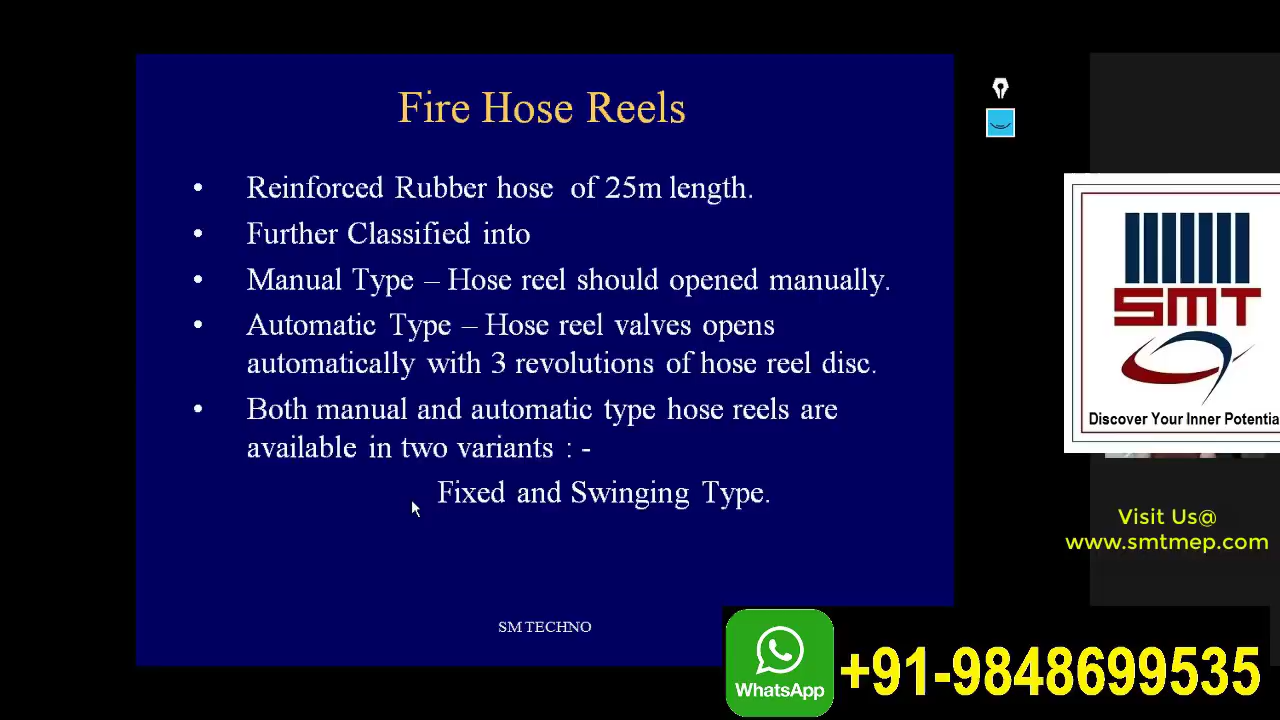 Fire Hose Reels
• Reinforced Rubber hose of 25m length.
• Further Classified into
• Manual Type – Hose reel should opened manually.
• Automatic Type – Hose reel valves opens
automatically with 3 revolutions of hose reel disc.
• Both manual and automatic type hose reels are
available in two variants : -
Fixed and Swinging Type.
SM TECHNO
SMT
Discover Your Inner Potential
Visit Us@
www.smtmep.com
WhatsApp
+91-9848699535